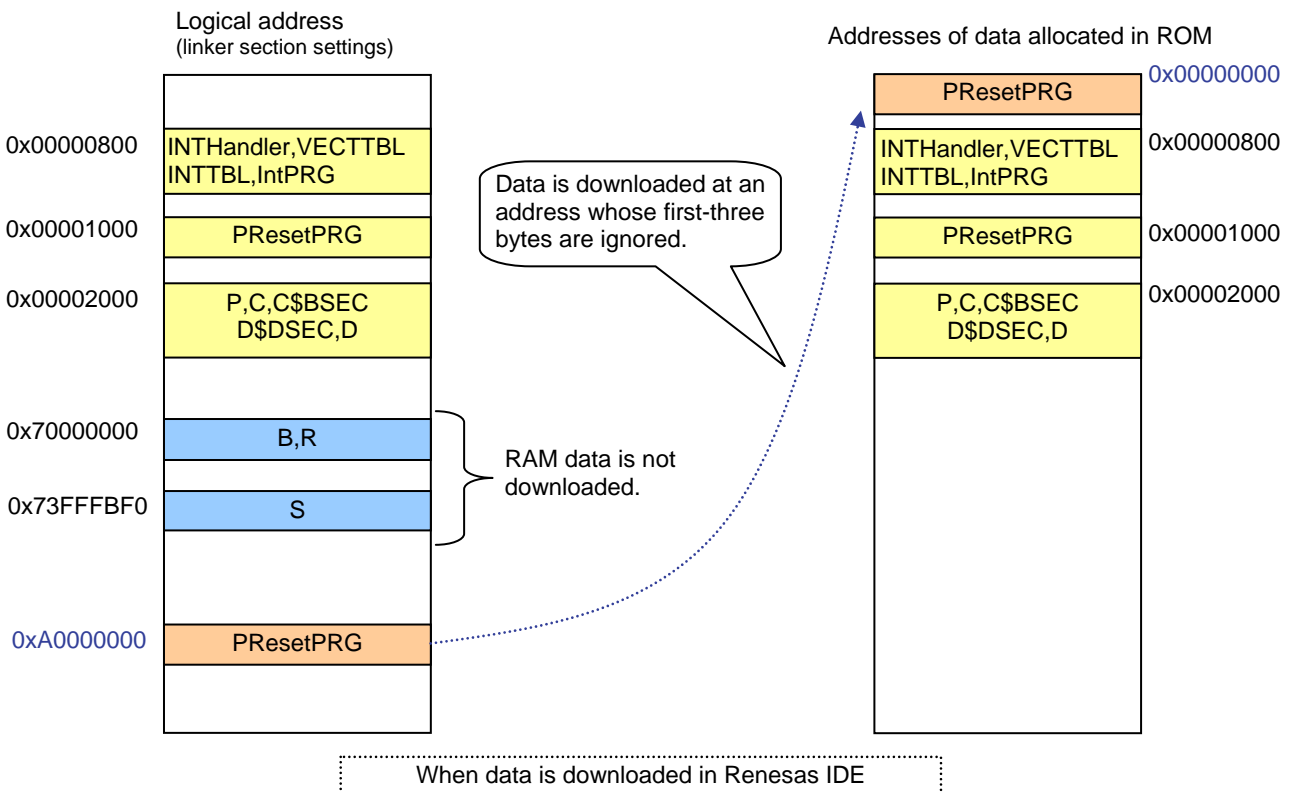 Logical address
(linker section settings)
0x00000800
INTHandler,VECTTBL
INTTBL,IntPRG
0x00001000
PResetPRG
0x00002000
P,C,C$BSEC
D$DSEC,D
0x70000000
B,R
0x73FFFBF0
S
0xA0000000
PResetPRG
Data is downloaded at an
address whose first-three
bytes are ignored.
RAM data is not
downloaded.
Addresses of data allocated in ROM
0x00000000
PResetPRG
INTHandler,VECTTBL
INTTBL,IntPRG
0x00000800
PResetPRG
0x00001000
P,C,C$BSEC
D$DSEC,D
0x00002000
When data is downloaded in Renesas IDE